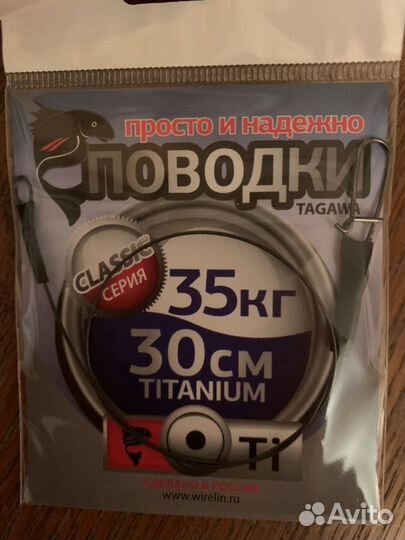 просто и надежно
ПОВОДКИ
TAGAWA
CLASSIC
СЕРИЯ
35кг
30см
TITANIUM
Ti
СДЕЛАНО В РОССИИ
www.wirelin.ru
Avito